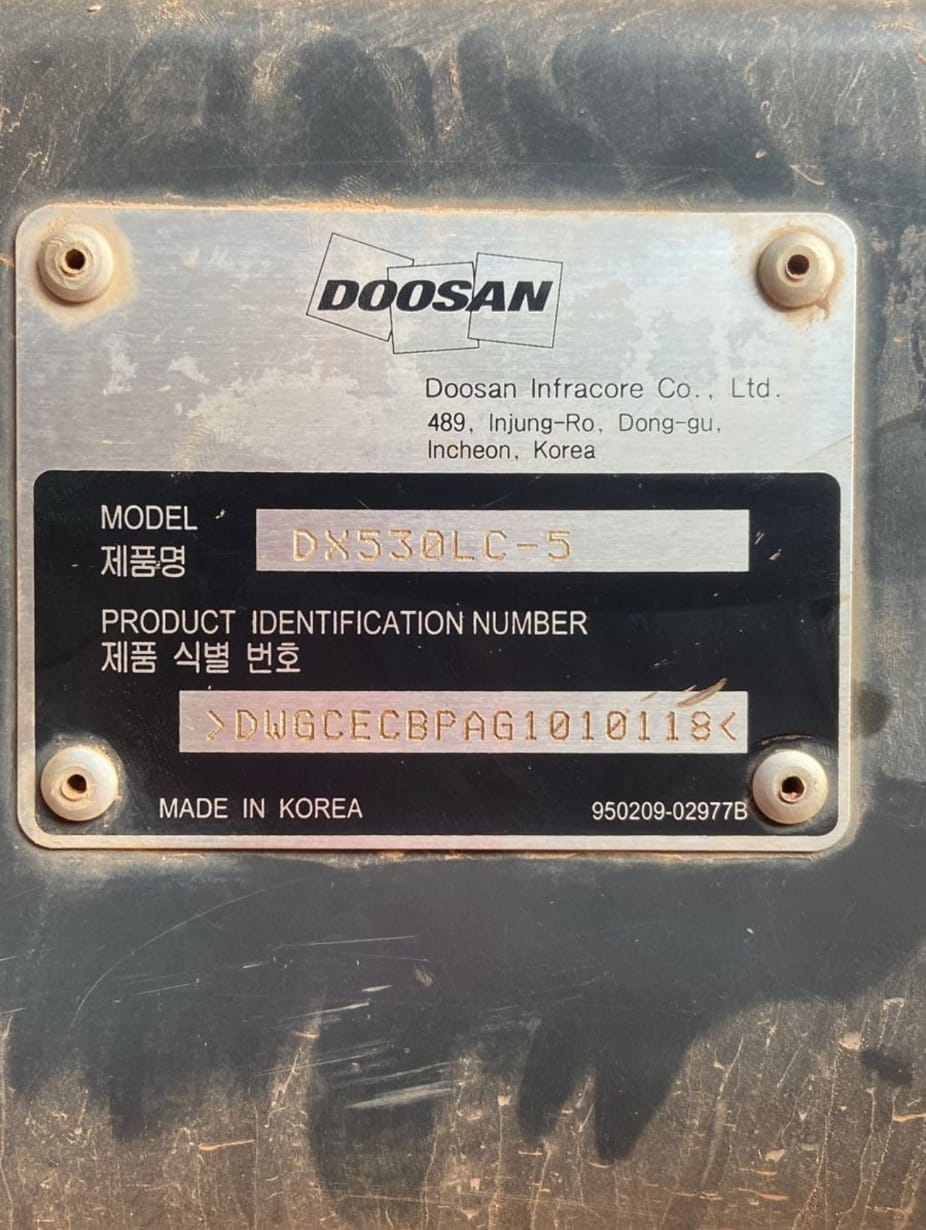 DOOSAN
Doosan Infracore Co., Ltd.
489, Injung-Ro, Dong-gu,
Incheon, Korea
MODEL
제품명
DX530LC-5
PRODUCT IDENTIFICATION NUMBER
제품 식별 번호
>DWGCECBPAG1010118<
MADE IN KOREA
950209-02977B